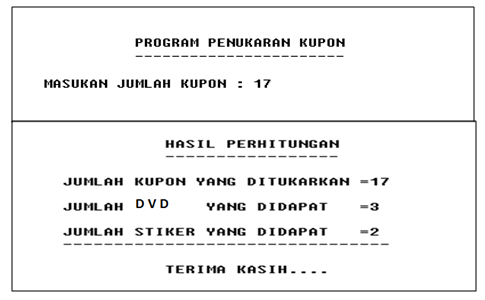 PROGRAM PENUKARAN KUPON
-----------------------
MASUKAN JUMLAH KUPON : 17
HASIL PERHITUNGAN
-----------------
JUMLAH KUPON YANG DITUKARKAN =17
JUMLAH DVD YANG DIDAPAT =3
JUMLAH STIKER YANG DIDAPAT =2
--------------------------------
TERIMA KASIH....